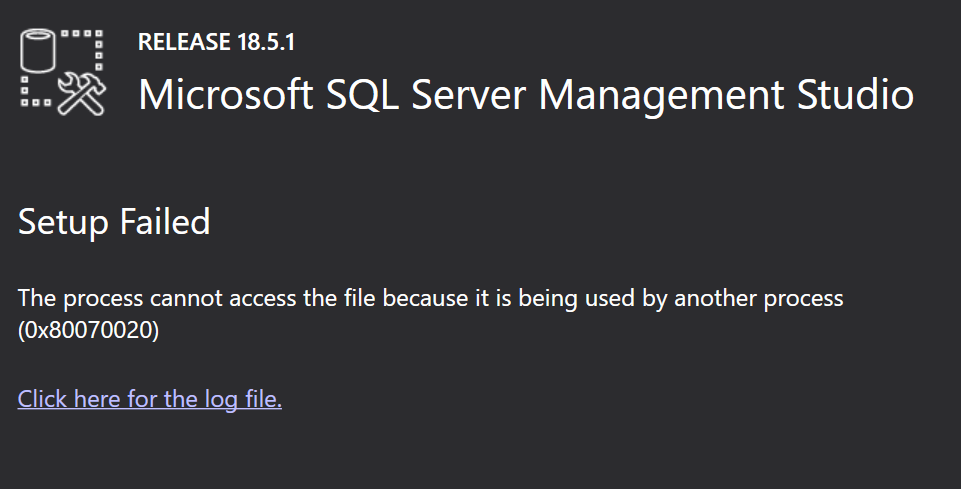 RELEASE 18.5.1
Microsoft SQL Server Management Studio
Setup Failed
The process cannot access the file because it is being used by another process
(0x80070020)
Click here for the log file.